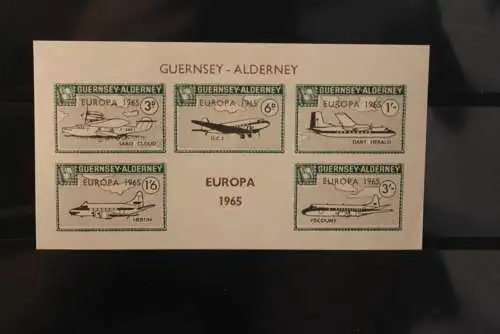 GUERNSEY - ALDERNEY
GUERNSEY-ALDERNEY
EUROPA 1965
3d
SARO CLOUD
GUERNSEY-ALDERNEY
EUROPA 1965
6d
D.C.3
GUERNSEY-ALDERNEY
EUROPA 1965
1/-
DART HERALD
GUERNSEY-ALDERNEY
EUROPA 1965
1/6
HERON
EUROPA
1965
GUERNSEY-ALDERNEY
EUROPA 1965
3/-
VISCOUNT